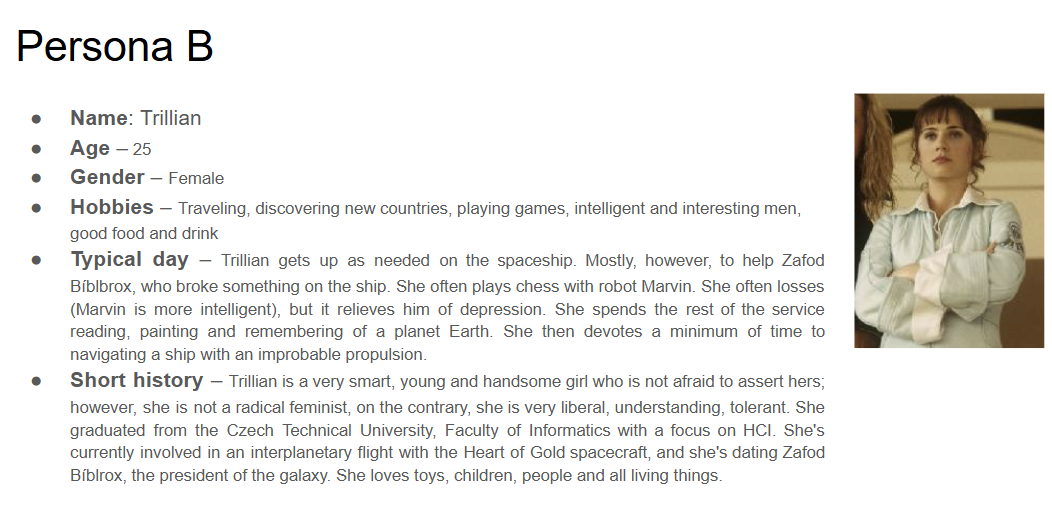 Persona B
● Name: Trillian
● Age – 25
● Gender – Female
● Hobbies – Traveling, discovering new countries, playing games, intelligent and interesting men,
good food and drink
● Typical day – Trillian gets up as needed on the spaceship. Mostly, however, to help Zafod
Bíblbrox, who broke something on the ship. She often plays chess with robot Marvin. She often losses
(Marvin is more intelligent), but it relieves him of depression. She spends the rest of the service
reading, painting and remembering of a planet Earth. She then devotes a minimum of time to
navigating a ship with an improbable propulsion.
● Short history – Trillian is a very smart, young and handsome girl who is not afraid to assert hers;
however, she is not a radical feminist, on the contrary, she is very liberal, understanding, tolerant. She
graduated from the Czech Technical University, Faculty of Informatics with a focus on HCI. She's
currently involved in an interplanetary flight with the Heart of Gold spacecraft, and she's dating Zafod
Bíblrox, the president of the galaxy. She loves toys, children, people and all living things.